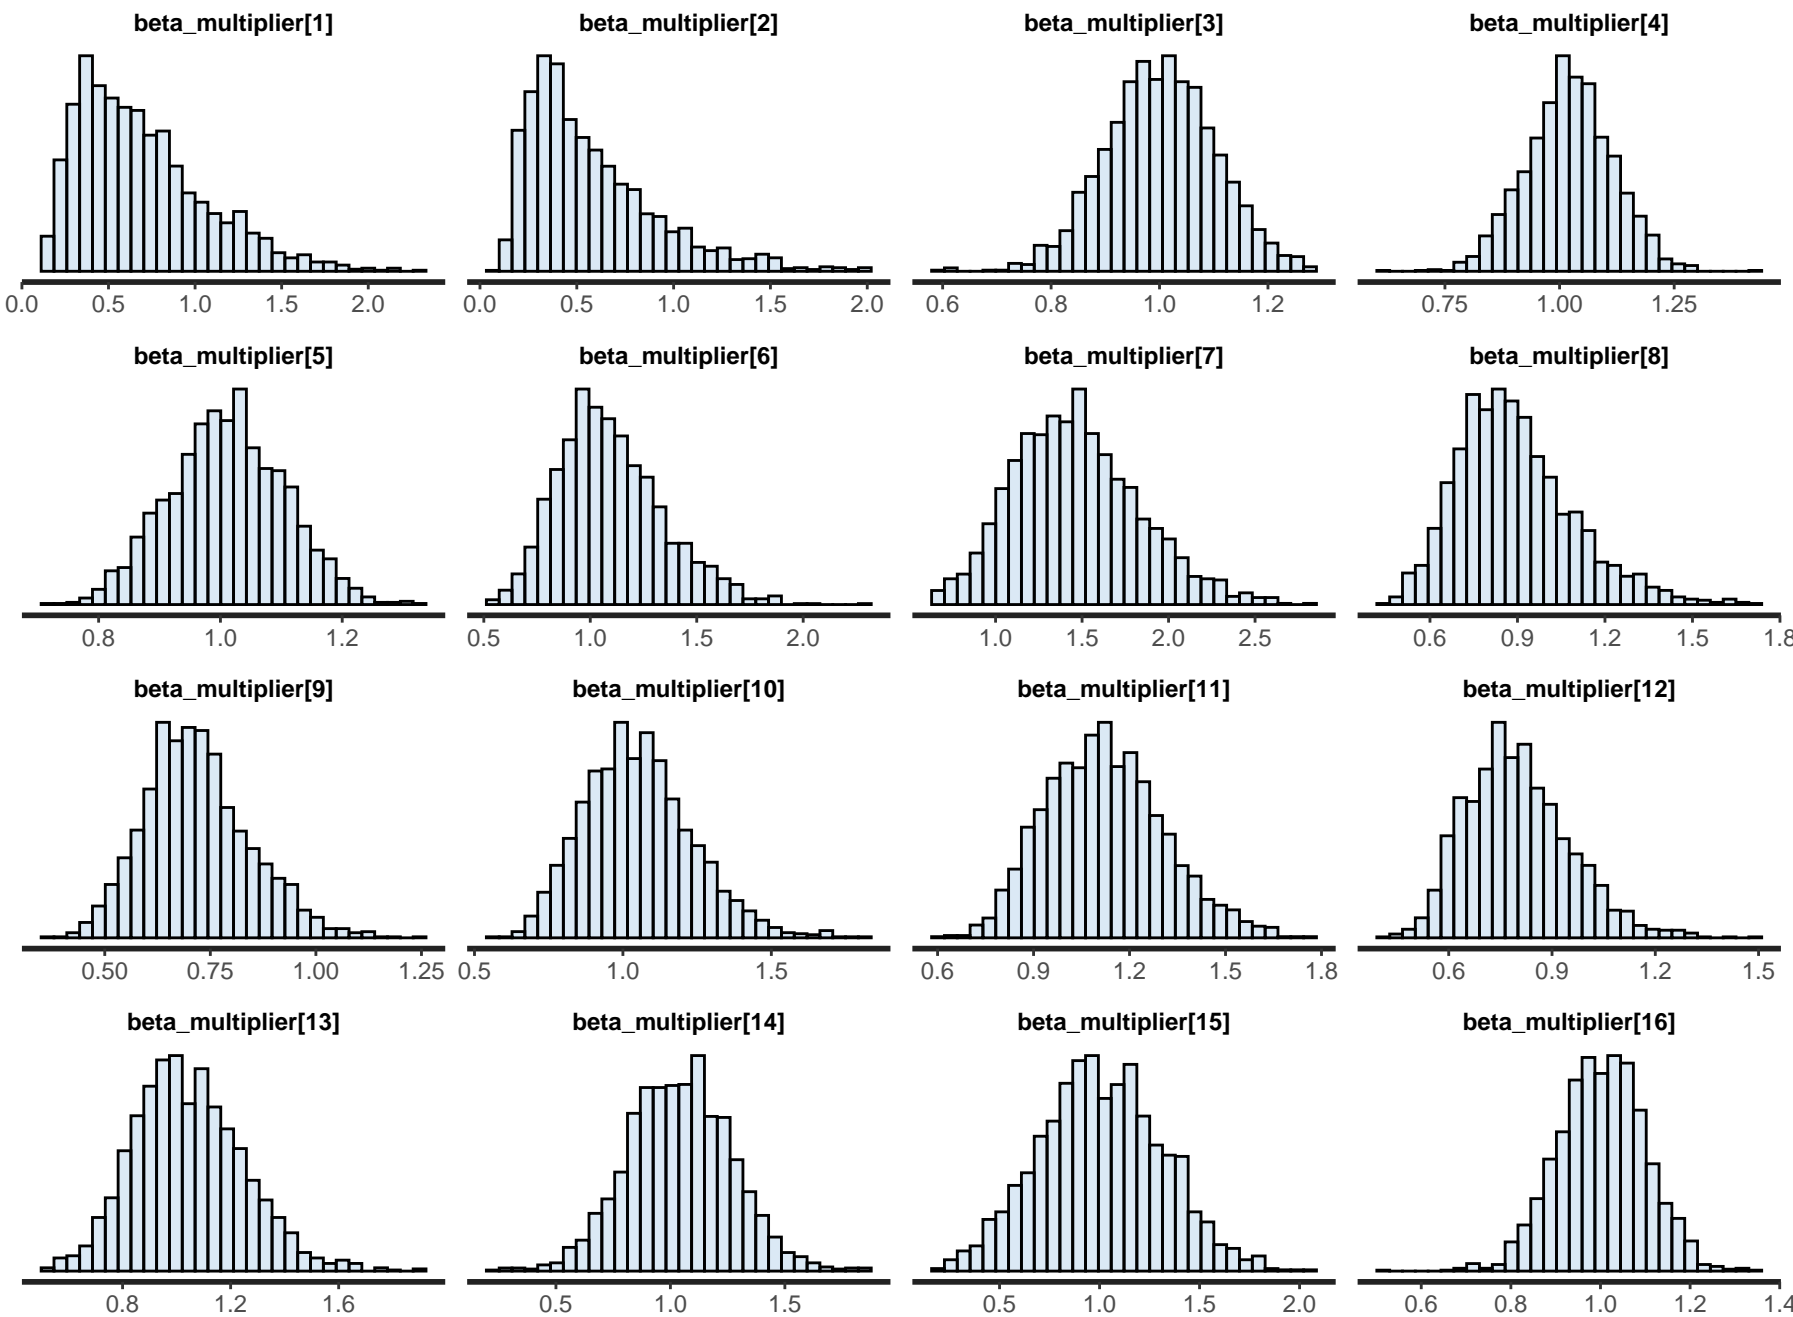 beta_multiplier[1] beta_multiplier[2] beta_multiplier[3] beta_multiplier[4]
0.0 0.5 1.0 1.5 2.0 0.0 0.5 1.0 1.5 2.0 0.6 0.8 1.0 1.2 0.75 1.00 1.25
beta_multiplier[5] beta_multiplier[6] beta_multiplier[7] beta_multiplier[8]
0.8 1.0 1.2 0.5 1.0 1.5 2.0 1.0 1.5 2.0 2.5 0.6 0.9 1.2 1.5 1.8
beta_multiplier[9] beta_multiplier[10] beta_multiplier[11] beta_multiplier[12]
0.50 0.75 1.00 1.25 0.5 1.0 1.5 0.6 0.9 1.2 1.5 1.8 0.6 0.9 1.2 1.5
beta_multiplier[13] beta_multiplier[14] beta_multiplier[15] beta_multiplier[16]
0.8 1.2 1.6 0.5 1.0 1.5 0.5 1.0 1.5 2.0 0.6 0.8 1.0 1.2 1.4